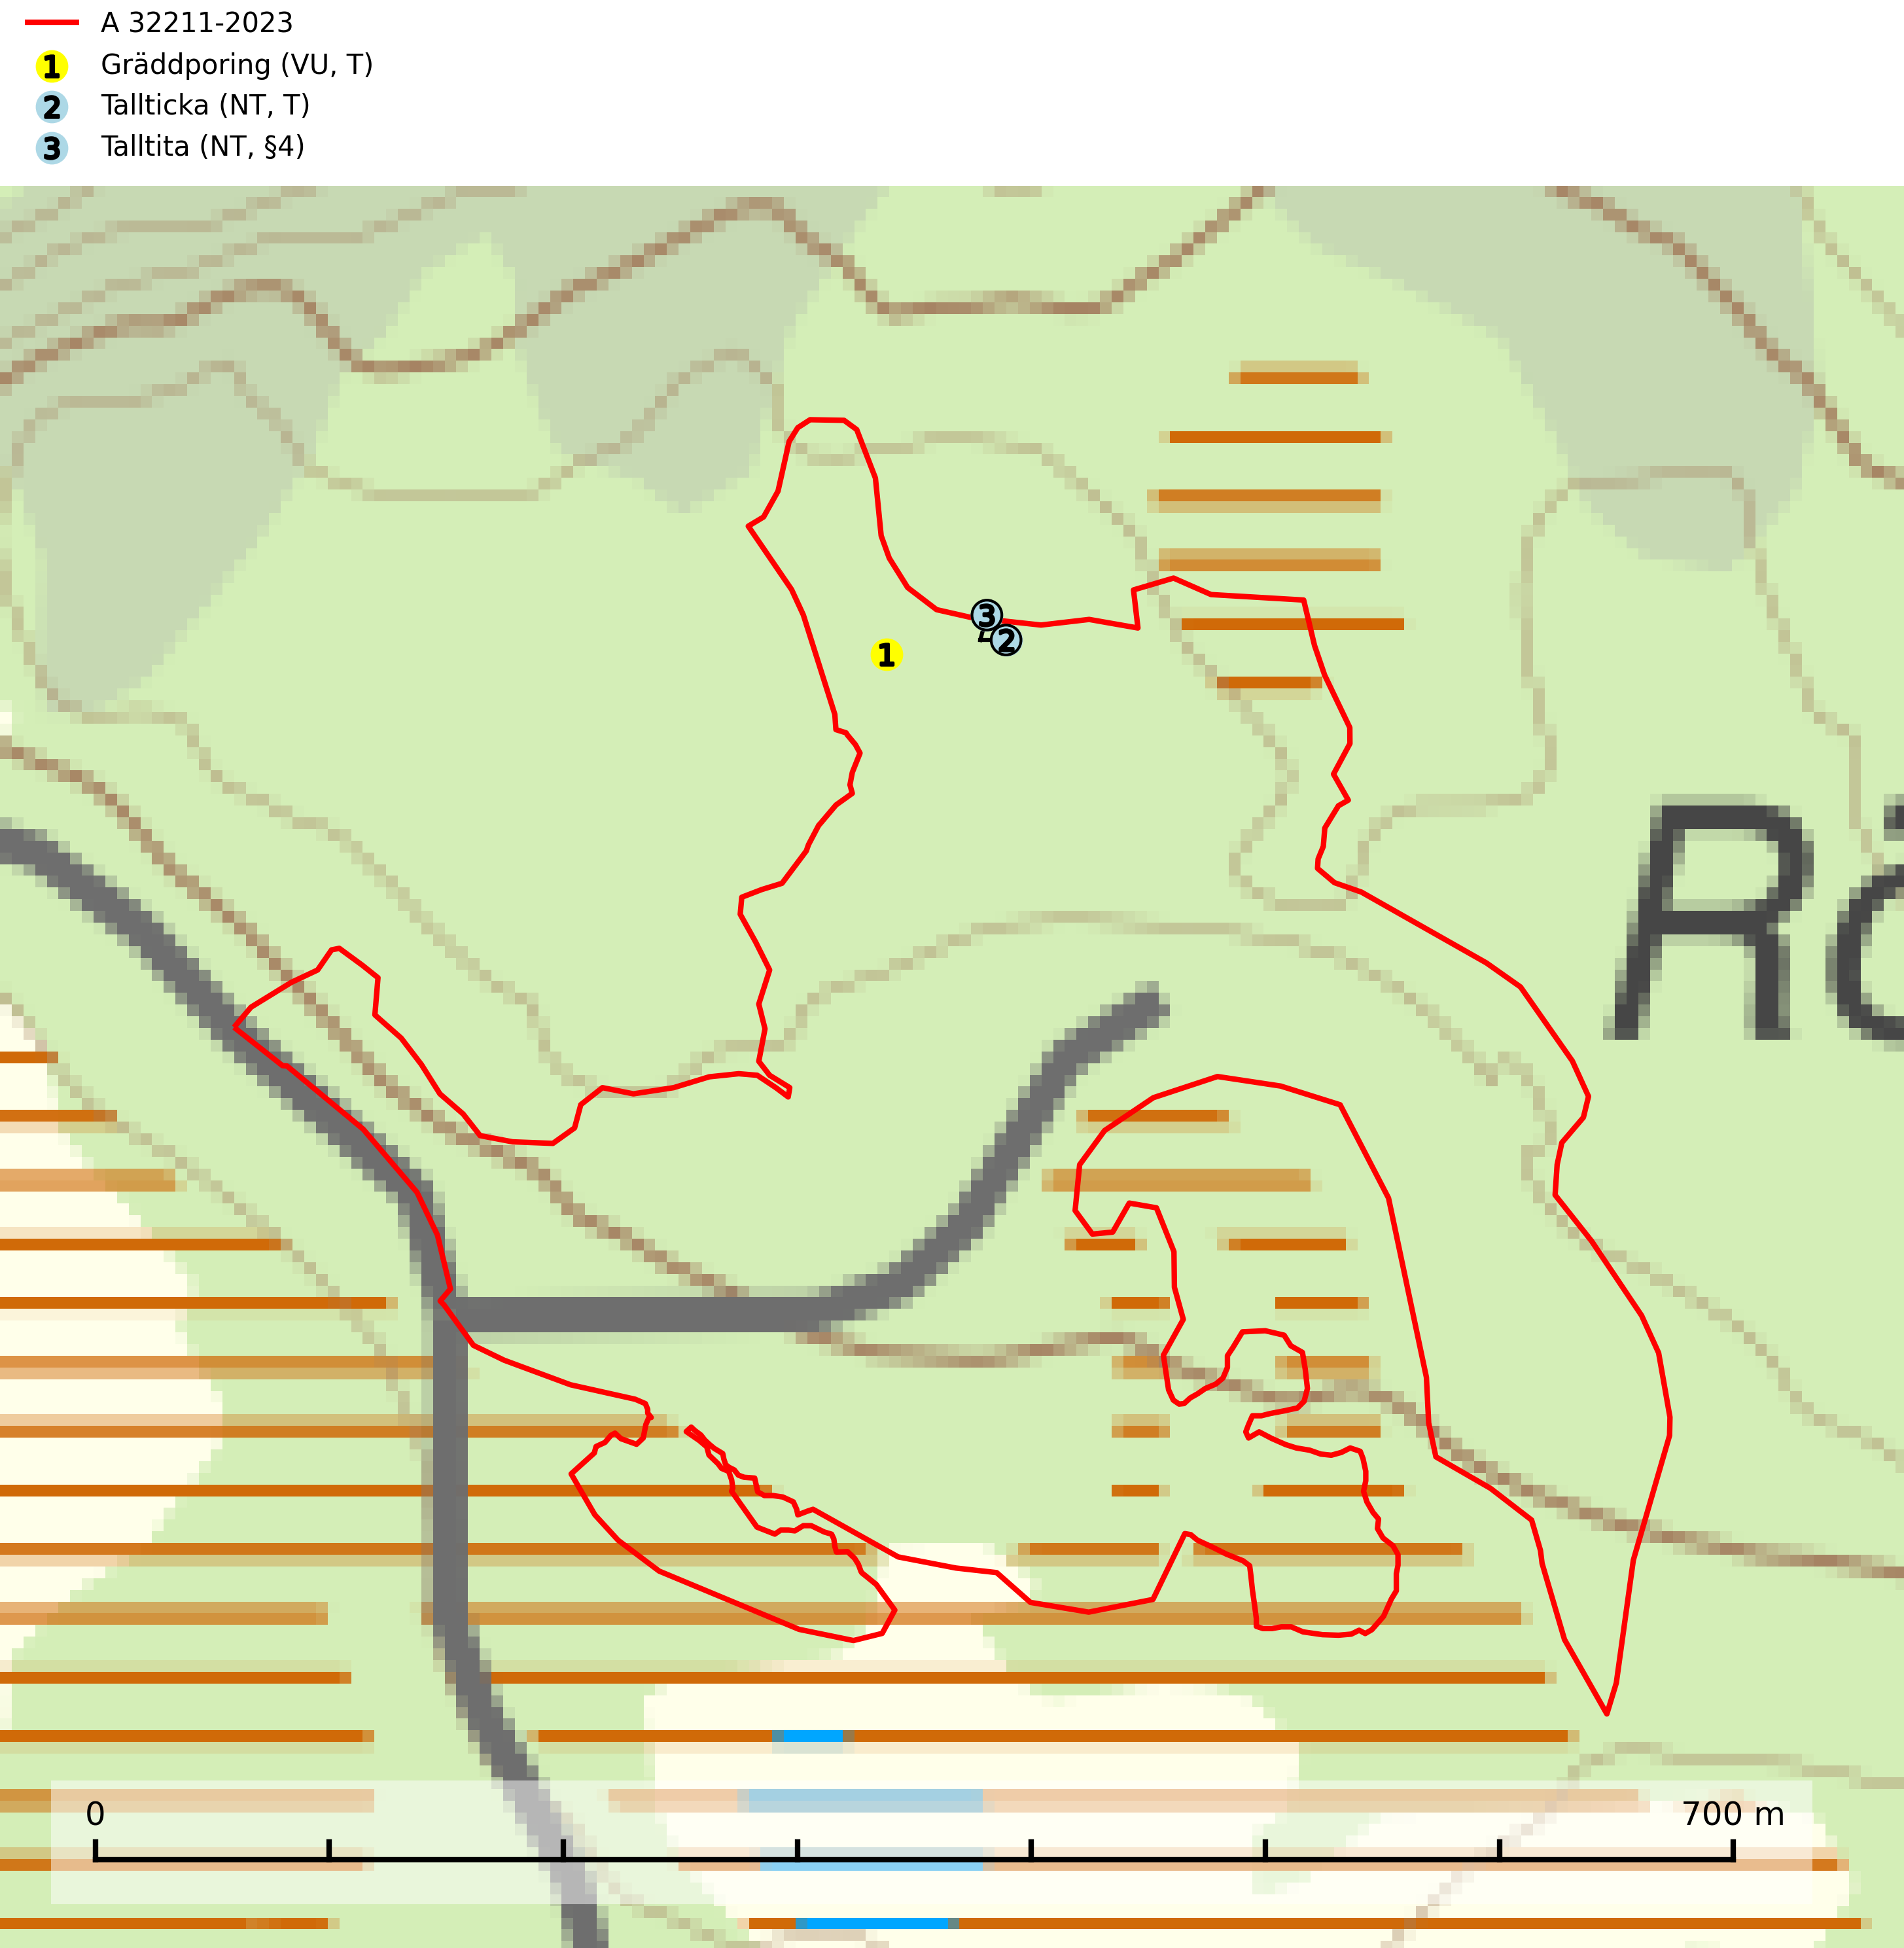 A 32211-2023
1 Gräddporing (VU, T)
2 Tallticka (NT, T)
3 Talltita (NT, §4)
3
2
1
R
0
700 m